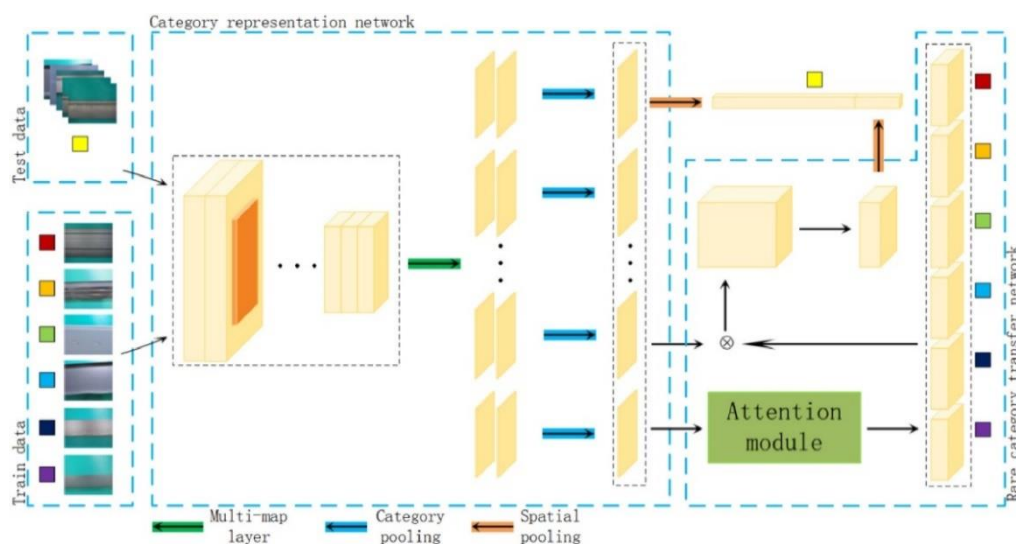 Category representation network
Test data
Train data
Attention
module
Rare category transfer network
Multi-map
layer
Category
pooling
Spatial
pooling